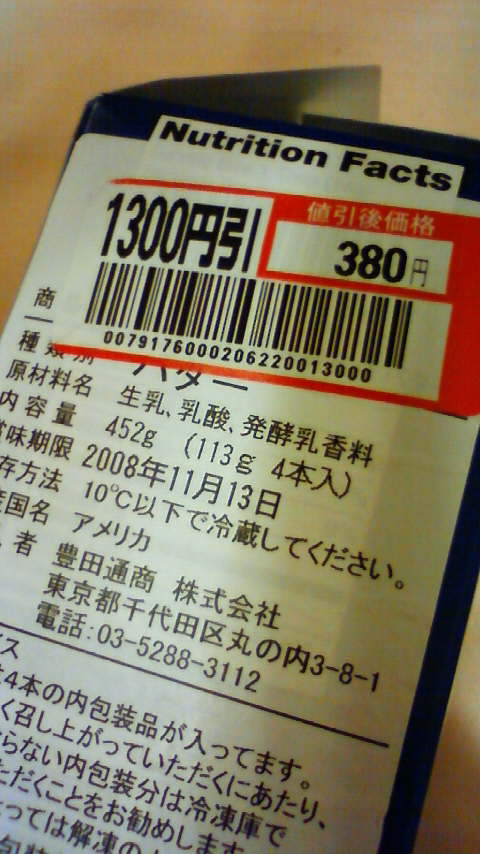 Nutrition Facts
1300円引
値引後価格
380円
0079176000206220013000
商
種類別 バター
原材料名 生乳、乳酸、発酵乳香料
内容量 452g (113g 4本入)
賞味期限 2008年11月13日
存方法 10℃以下で冷蔵してください。
国名 アメリカ
者 豊田通商 株式会社
東京都千代田区丸の内3-8-1
電話:03-5288-3112
ス
4本の内包装品が入ってます。
く召し上がっていただくにあたり、
らない内包装分は冷凍庫で
ただくことをお勧めします
っては解凍の